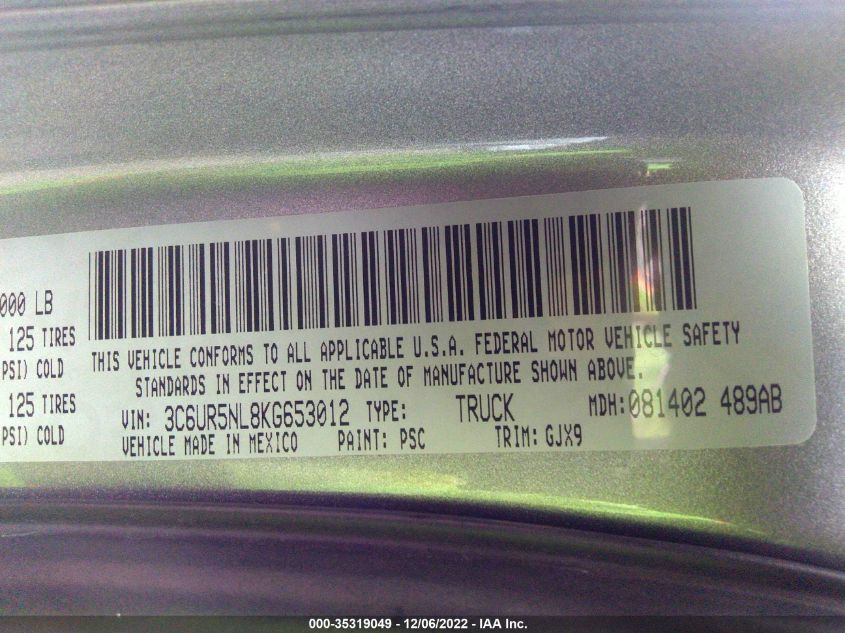 000 LB
125 TIRES
PSI) COLD
125 TIRES
PSI) COLD
THIS VEHICLE CONFORMS TO ALL APPLICABLE U.S.A. FEDERAL MOTOR VEHICLE SAFETY
STANDARDS IN EFFECT ON THE DATE OF MANUFACTURE SHOWN ABOVE.
VIN: 3C6UR5NL8KG653012 TYPE: TRUCK MDH:081402 489AB
VEHICLE MADE IN MEXICO PAINT: PSC TRIM: GJX9
000-35319049 - 12/06/2022 - IAA Inc.